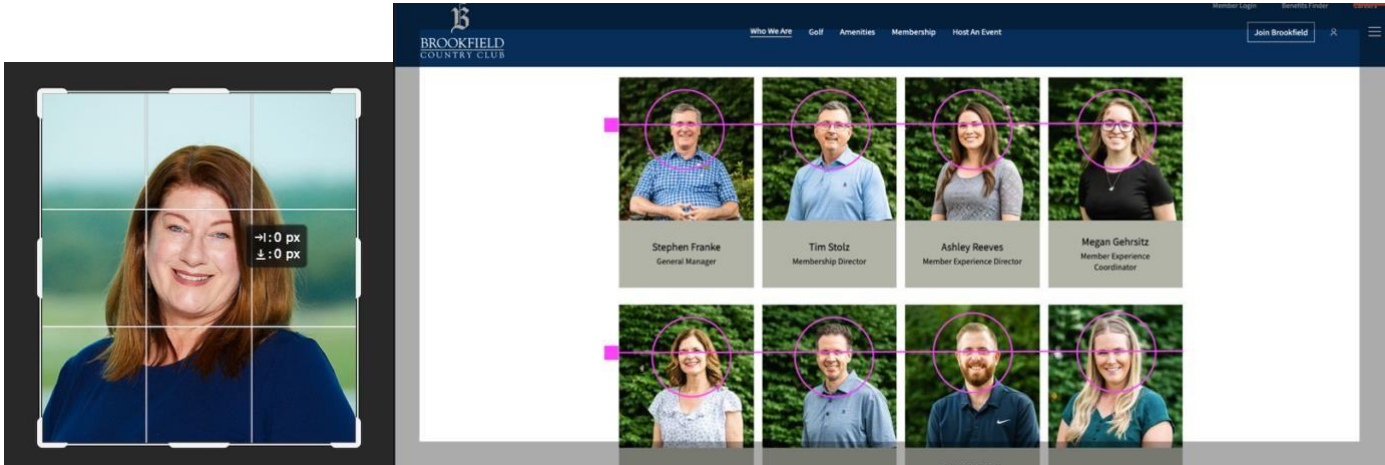 →I:0 px
↓:0 px
B
BROOKFIELD
COUNTRY CLUB
Member Login Benefits Finder Careers
Who We Are Golf Amenities Membership Host An Event
Join Brookfield
Stephen Franke
General Manager
Tim Stolz
Membership Director
Ashley Reeves
Member Experience Director
Megan Gehrsitz
Member Experience
Coordinator